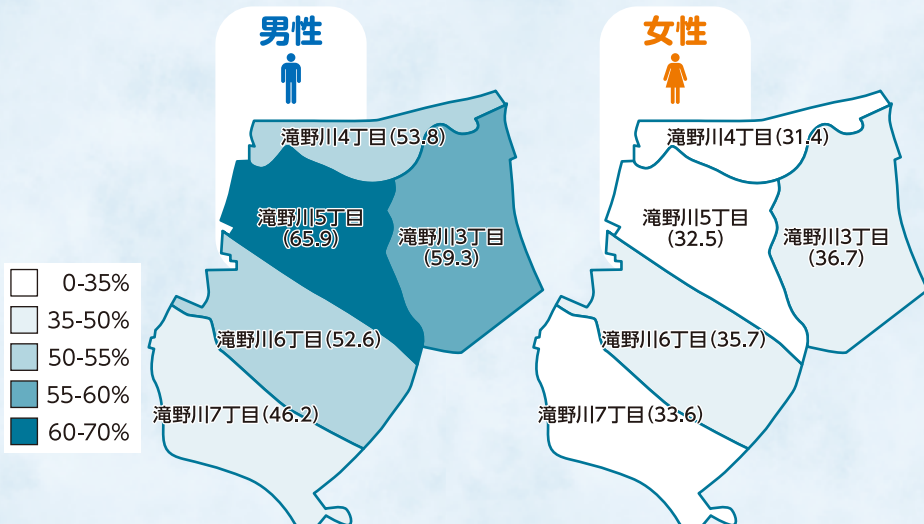 男性
滝野川4丁目(53.8)
滝野川5丁目
(65.9)
滝野川3丁目
(59.3)
滝野川6丁目(52.6)
滝野川7丁目(46.2)
女性
滝野川4丁目(31.4)
滝野川5丁目
(32.5)
滝野川3丁目
(36.7)
滝野川6丁目(35.7)
滝野川7丁目(33.6)
0-35%
35-50%
50-55%
55-60%
60-70%